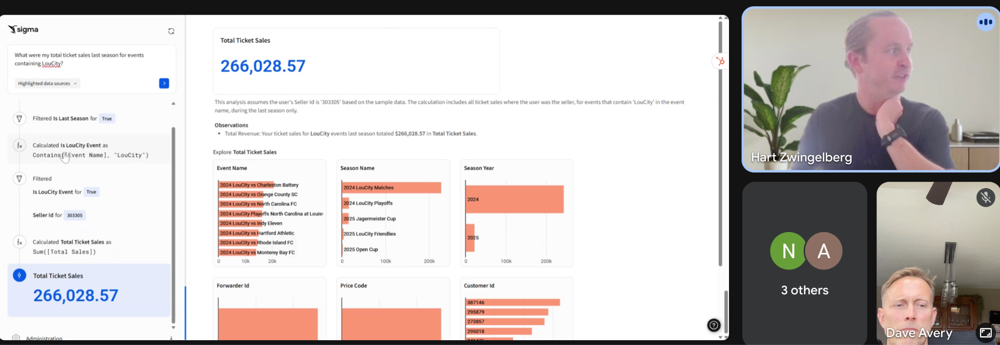 sigma
What were my total ticket sales last season for events
containing LouCity?
Highlighted data sources
Filtered Is Last Season for True
Calculated Is LouCity Event as
Contains([Event Name], "LouCity")
Filtered
Is LouCity Event for True
Seller Id for 303305
Calculated Total Ticket Sales as
Sum([Total Sales])
Total Ticket Sales
266,028.57
Administration
Total Ticket Sales
266,028.57
This analysis assumes the user's Seller Id is '303305' based on the sample data. The calculation includes all ticket sales where the user was the seller, for events that contain 'LouCity' in the event
name, during the last season only.
Observations
• Total Revenue: Your ticket sales for LouCity events last season totaled $266,028.57 in Total Ticket Sales.
Explore Total Ticket Sales
Event Name
2024 LouCity vs Charleston Battery
2024 LouCity vs Orange County SC
2024 LouCity vs North Carolina FC
2024 LouCity Playoffs North Carolina at Louisv
2024 LouCity vs Indy Eleven
2024 LouCity vs Hartford Athletic
2024 LouCity vs Rhode Island FC
2024 LouCity vs Monterey Bay FC
0 10k 20k
Season Name
2024 LouCity Matches
2024 LouCity Playoffs
2025 Jagermeister Cup
2025 LouCity Friendlies
2025 Open Cup
0 100k 200k
Season Year
2024
2025
0 100k 200k
Forwarder Id
Price Code
Customer Id
387146
295879
273857
295018
Hart Zwingelberg
N A
3 others
Dave Avery